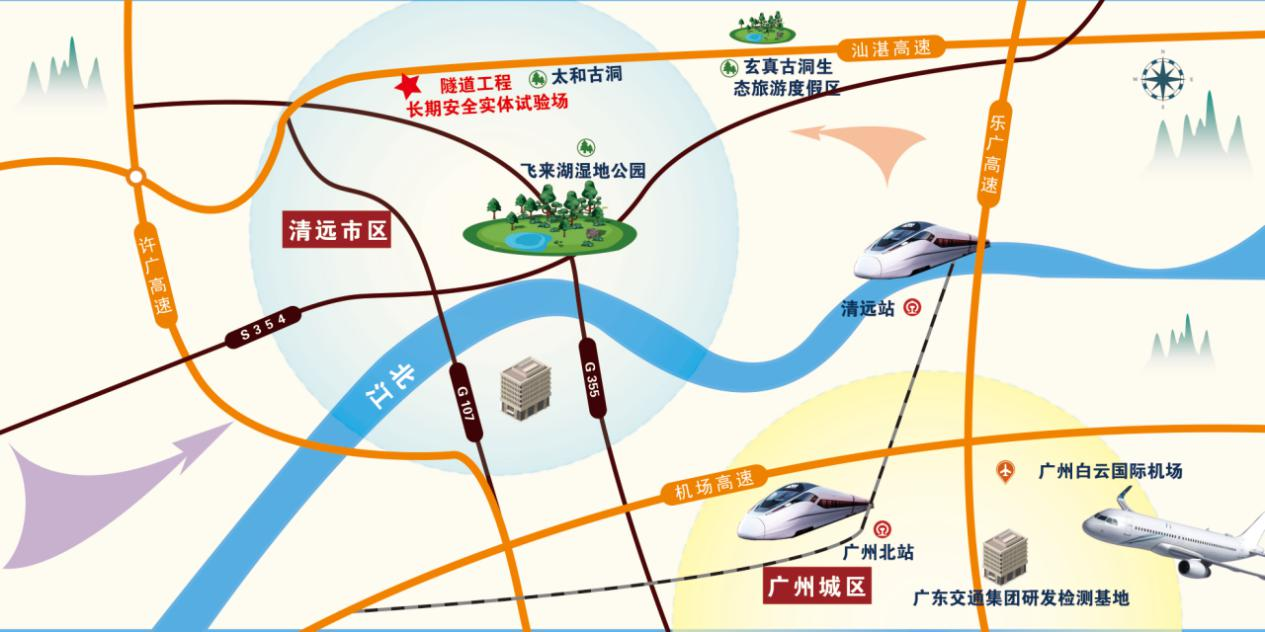 汕湛高速
隧道工程
长期安全实体试验场
太和古洞
玄真古洞生
态旅游度假区
N
W
E
S
乐广高速
飞来湖湿地公园
清远市区
许广高速
S354
清远站
北江
G107
G355
机场高速
广州白云国际机场
广州北站
广州城区
广东交通集团研发检测基地